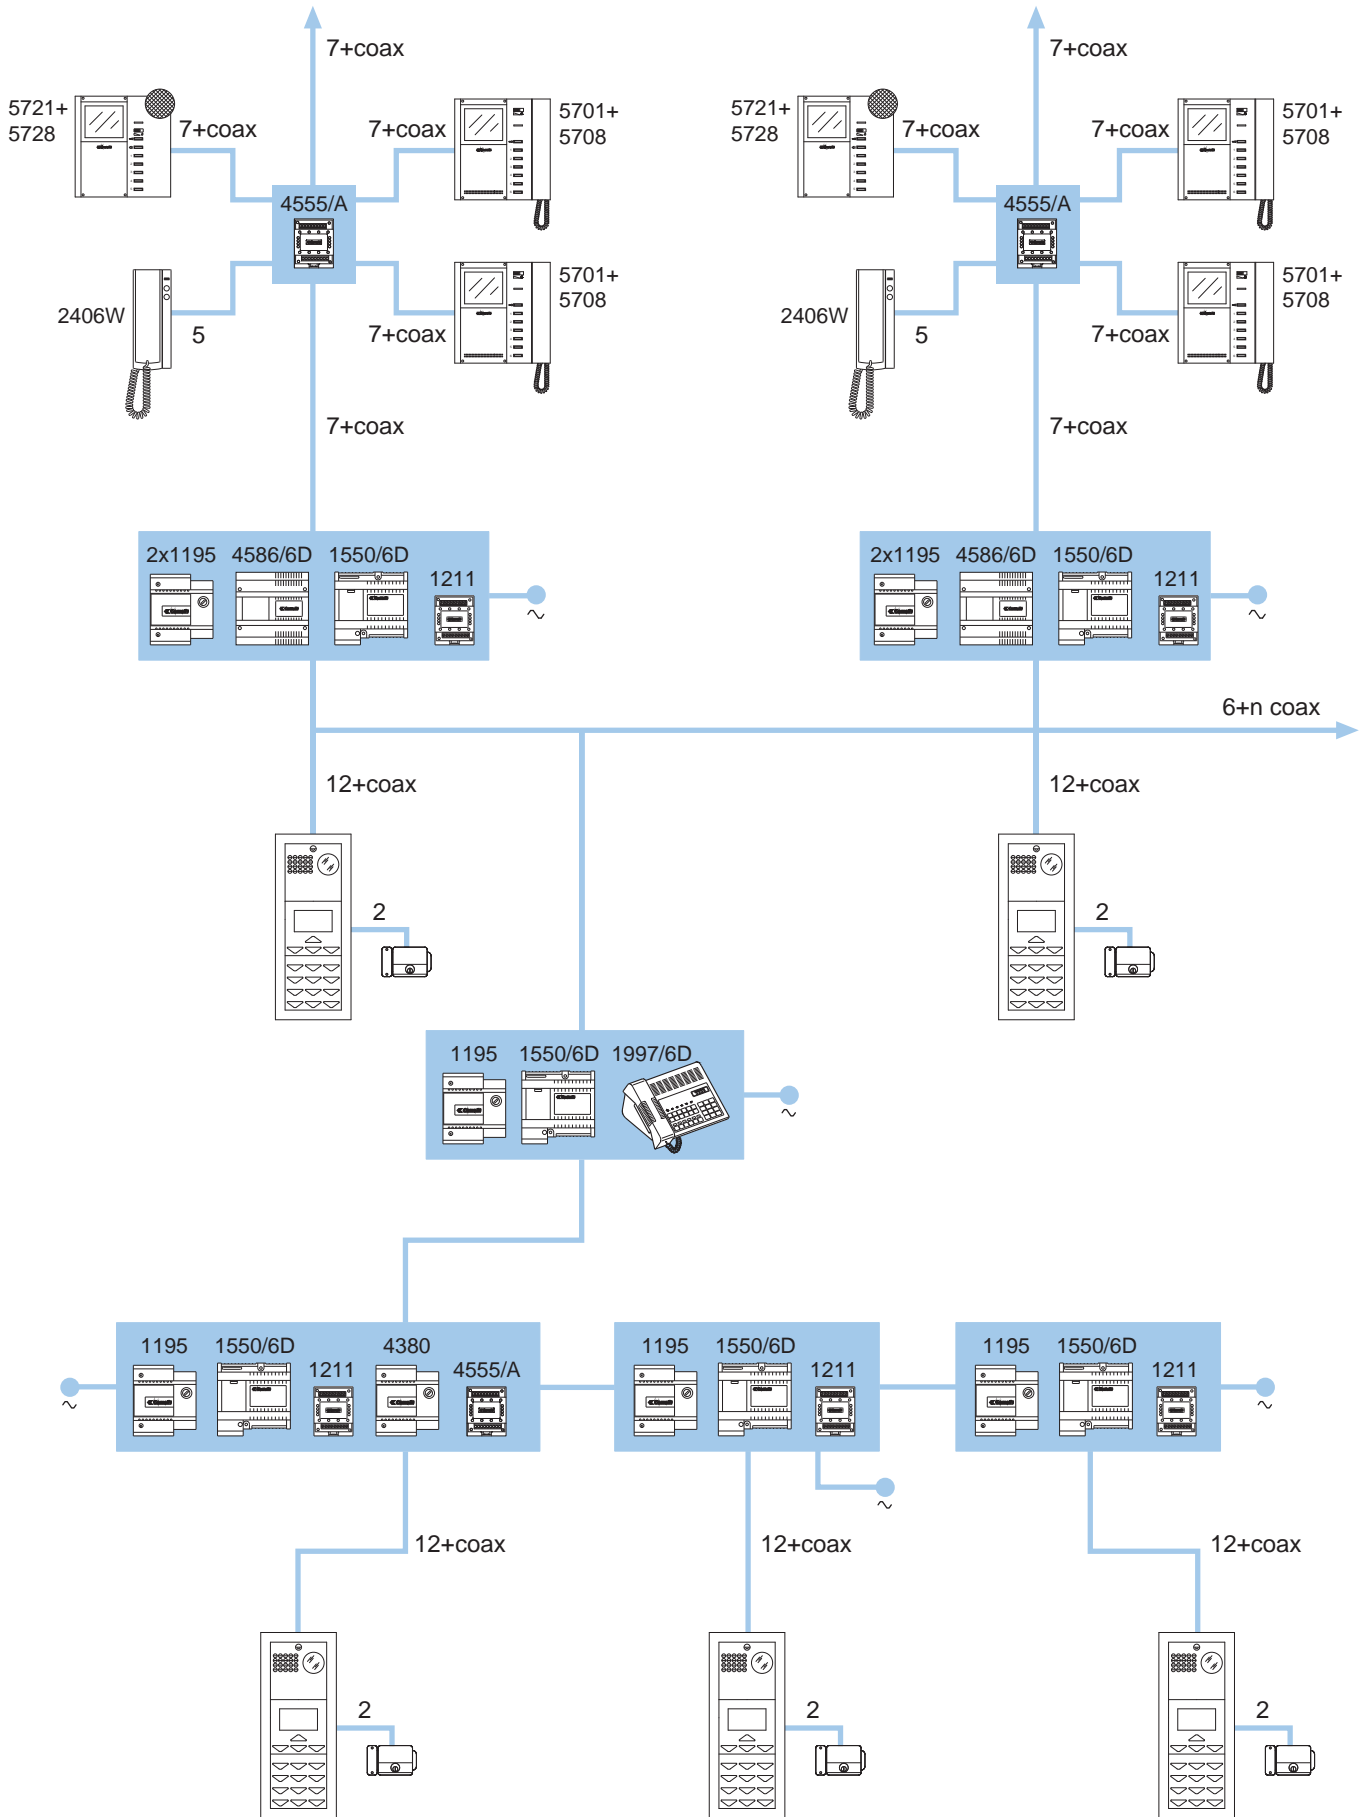 7+coax
7+coax
5721+
5728
7+coax
7+coax
5701+
5708
5721+
5728
7+coax
7+coax
5701+
5708
4555/A
4555/A
2406W
5
7+coax
5701+
5708
2406W
5
7+coax
5701+
5708
7+coax
7+coax
2x1195
4586/6D
1550/6D
1211
~
2x1195
4586/6D
1550/6D
1211
~
6+n coax
12+coax
12+coax
2
2
1195
1550/6D
1997/6D
~
1195
1550/6D
1211
4380
4555/A
~
1195
1550/6D
1211
~
1195
1550/6D
1211
~
12+coax
12+coax
12+coax
2
2
2